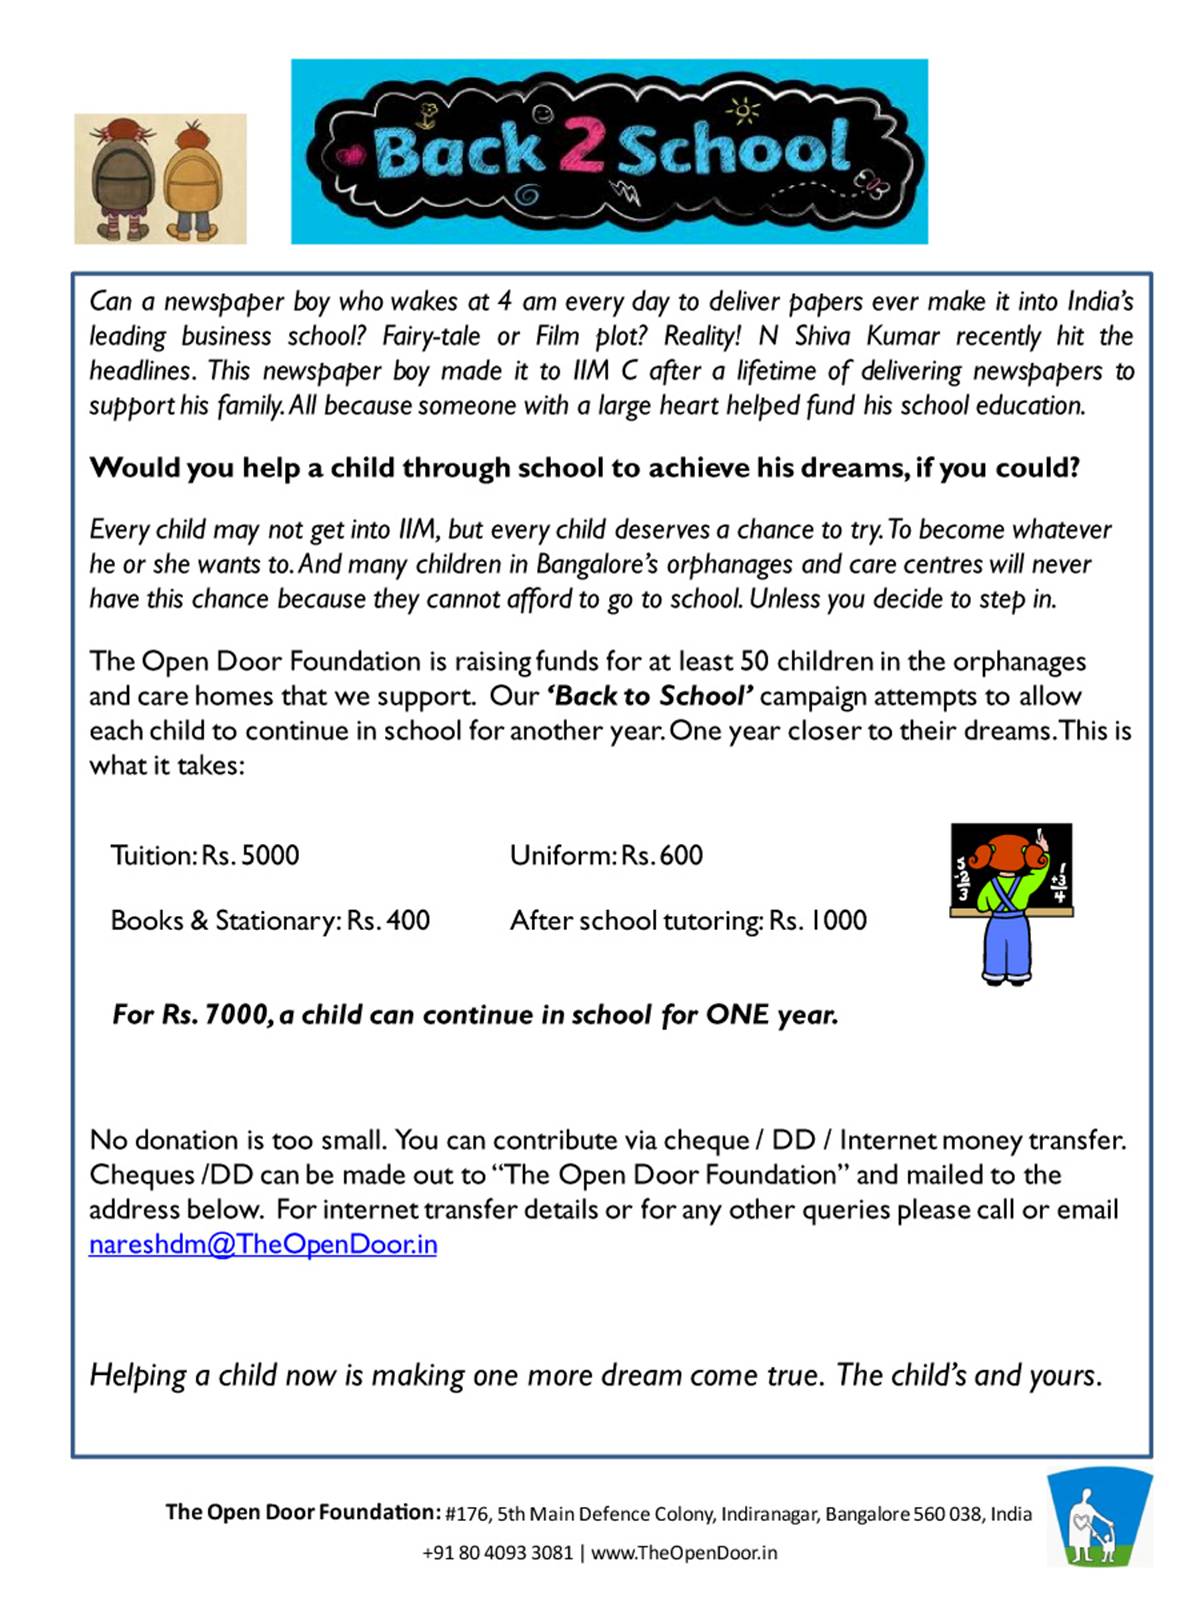 Back 2 School
Can a newspaper boy who wakes at 4 am every day to deliver papers ever make it into India's
leading business school? Fairy-tale or Film plot? Reality! N Shiva Kumar recently hit the
headlines. This newspaper boy made it to IIM C after a lifetime of delivering newspapers to
support his family. All because someone with a large heart helped fund his school education.
Would you help a child through school to achieve his dreams, if you could?
Every child may not get into IIM, but every child deserves a chance to try. To become whatever
he or she wants to. And many children in Bangalore's orphanages and care centres will never
have this chance because they cannot afford to go to school. Unless you decide to step in.
The Open Door Foundation is raising funds for at least 50 children in the orphanages
and care homes that we support. Our ‘Back to School’ campaign attempts to allow
each child to continue in school for another year. One year closer to their dreams. This is
what it takes:
Tuition: Rs. 5000 Uniform: Rs. 600
Books & Stationary: Rs. 400 After school tutoring: Rs. 1000
5
-2
3
1
+3
4
For Rs. 7000, a child can continue in school for ONE year.
No donation is too small. You can contribute via cheque / DD / Internet money transfer.
Cheques /DD can be made out to “The Open Door Foundation” and mailed to the
address below. For internet transfer details or for any other queries please call or email
nareshdm@TheOpenDoor.in
Helping a child now is making one more dream come true. The child's and yours.
The Open Door Foundation: #176, 5th Main Defence Colony, Indiranagar, Bangalore 560 038, India
+91 80 4093 3081 | www.TheOpenDoor.in